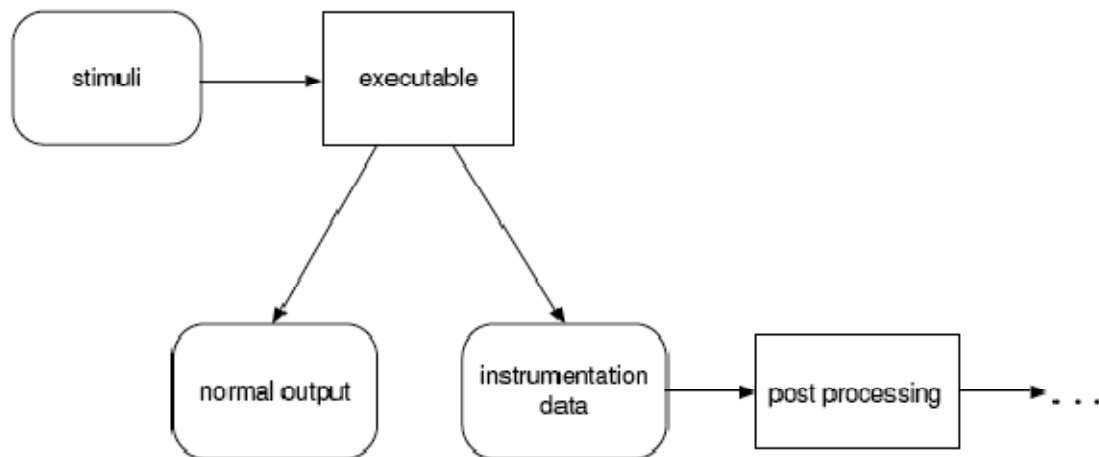 stimuli
executable
normal output
instrumentation
data
post processing
. . .